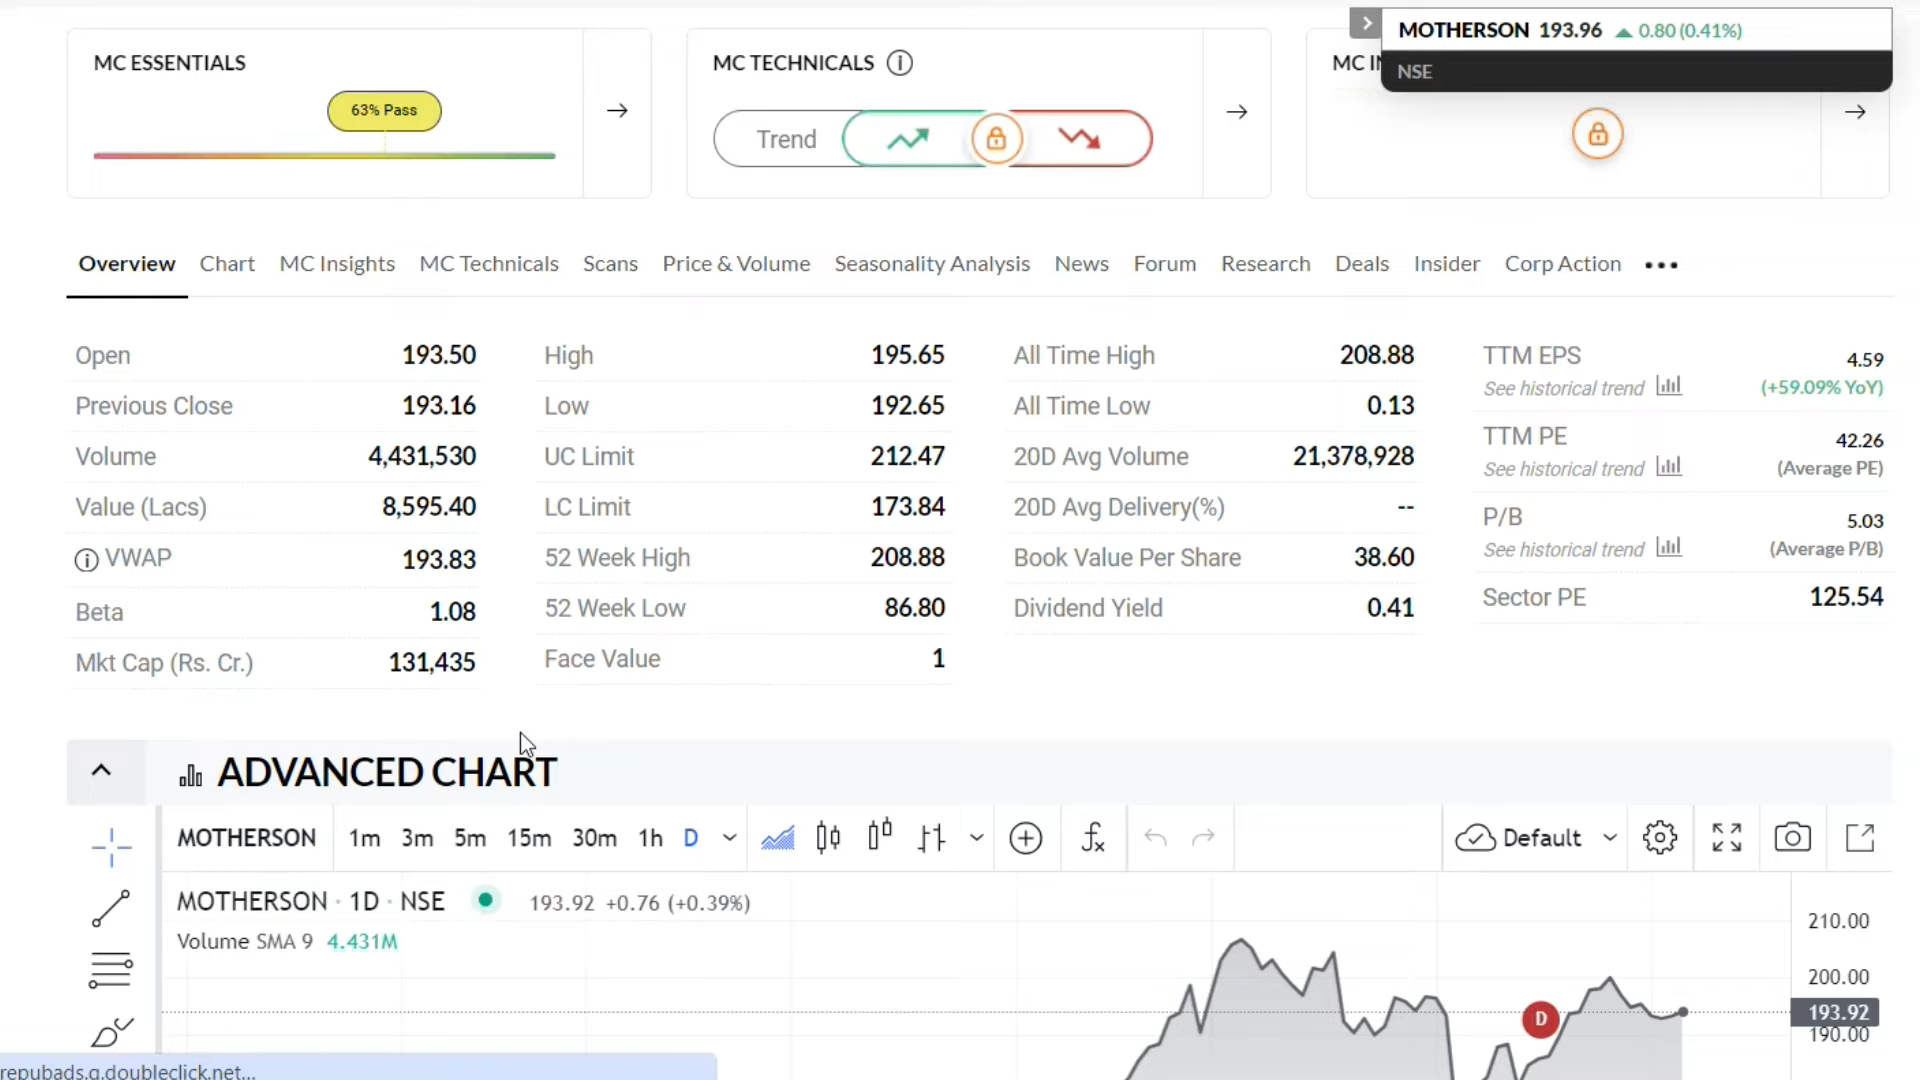 MOTHERSON 193.96 ▲ 0.80 (0.41%)
NSE
MC ESSENTIALS
63% Pass
MC TECHNICALS
Trend
Overview Chart MC Insights MC Technicals Scans Price & Volume Seasonality Analysis News Forum Research Deals Insider Corp Action •••
Open 193.50
Previous Close 193.16
Volume 4,431,530
Value (Lacs) 8,595.40
VWAP 193.83
Beta 1.08
Mkt Cap (Rs. Cr.) 131,435
High 195.65
Low 192.65
UC Limit 212.47
LC Limit 173.84
52 Week High 208.88
52 Week Low 86.80
Face Value 1
All Time High 208.88
All Time Low 0.13
20D Avg Volume 21,378,928
20D Avg Delivery(%) --
Book Value Per Share 38.60
Dividend Yield 0.41
TTM EPS 4.59
See historical trend (+59.09% YoY)
TTM PE 42.26
See historical trend (Average PE)
P/B 5.03
See historical trend (Average P/B)
Sector PE 125.54
ADVANCED CHART
MOTHERSON 1m 3m 5m 15m 30m 1h D Default
MOTHERSON · 1D · NSE 193.92 +0.76 (+0.39%)
Volume SMA 9 4.431M
210.00
200.00
193.92
190.00
D